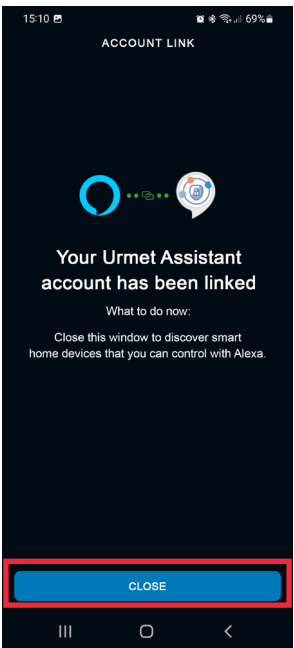 15:10 69%
ACCOUNT LINK
Your Urmet Assistant
account has been linked
What to do now:
Close this window to discover smart
home devices that you can control with Alexa.
CLOSE